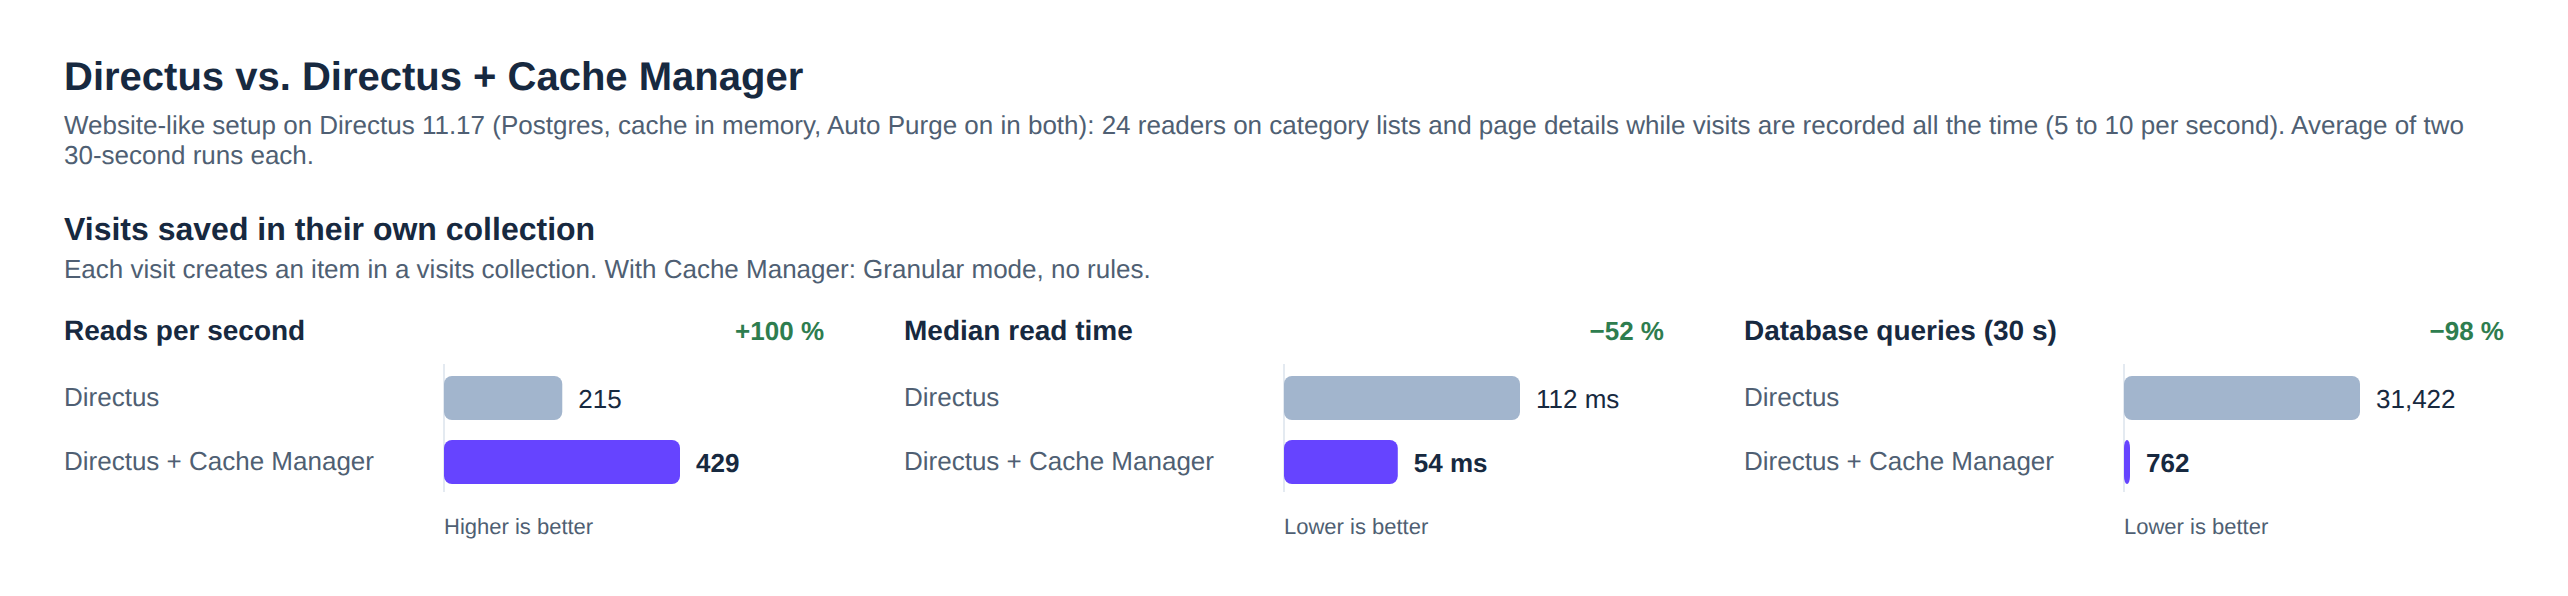 Directus vs. Directus + Cache Manager
Website-like setup on Directus 11.17 (Postgres, cache in memory, Auto Purge on in both): 24 readers on category lists and page details while visits are recorded all the time (5 to 10 per second). Average of two
30-second runs each.
Visits saved in their own collection
Each visit creates an item in a visits collection. With Cache Manager: Granular mode, no rules.
Reads per second +100 %
Directus 215
Directus + Cache Manager 429
Higher is better
Median read time −52 %
Directus 112 ms
Directus + Cache Manager 54 ms
Lower is better
Database queries (30 s) −98 %
Directus 31,422
Directus + Cache Manager 762
Lower is better